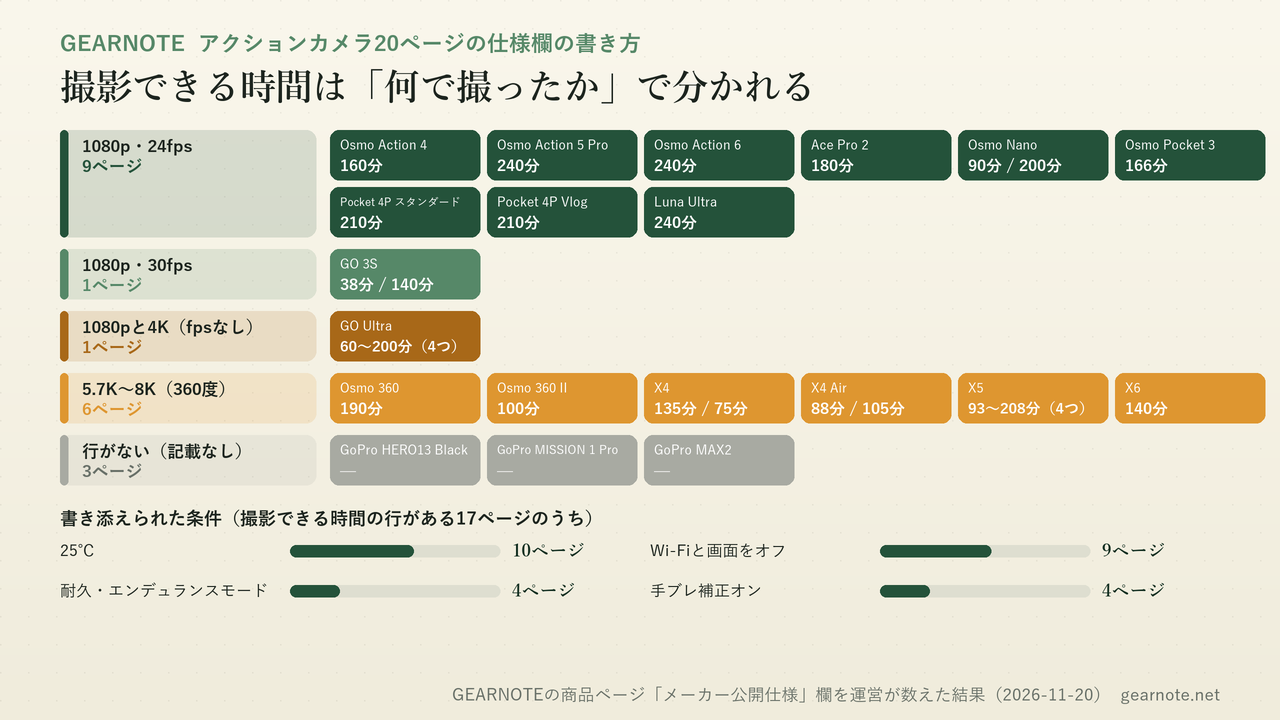 GEARNOTE アクションカメラ20ページの仕様欄の書き方
撮影できる時間は「何で撮ったか」で分かれる
1080p・24fps
9ページ
Osmo Action 4
160分
Osmo Action 5 Pro
240分
Osmo Action 6
240分
Ace Pro 2
180分
Osmo Nano
90分 / 200分
Osmo Pocket 3
166分
Pocket 4P スタンダード
210分
Pocket 4P Vlog
210分
Luna Ultra
240分
1080p・30fps
1ページ
GO 3S
38分 / 140分
1080pと4K（fpsなし）
1ページ
GO Ultra
60〜200分（4つ）
5.7K〜8K（360度）
6ページ
Osmo 360
190分
Osmo 360 II
100分
X4
135分 / 75分
X4 Air
88分 / 105分
X5
93〜208分（4つ）
X6
140分
行がない（記載なし）
3ページ
GoPro HERO13 Black
—
GoPro MISSION 1 Pro
—
GoPro MAX2
—
書き添えられた条件（撮影できる時間の行がある17ページのうち）
25℃
10ページ
Wi-Fiと画面をオフ
9ページ
耐久・エンデュランスモード
4ページ
手ブレ補正オン
4ページ
GEARNOTEの商品ページ「メーカー公開仕様」欄を運営が数えた結果（2026-11-20） gearnote.net